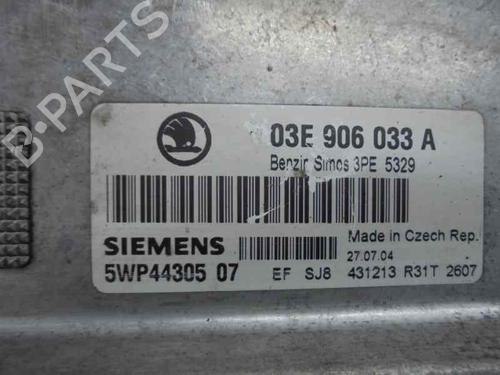 B-PARTS
03E 906 033 A
Benzin Simos 3PE 5329
SIEMENS
Made in Czech Rep.
27.07.04
5WP44305 07
EF SJ8 431213 R31T 2607